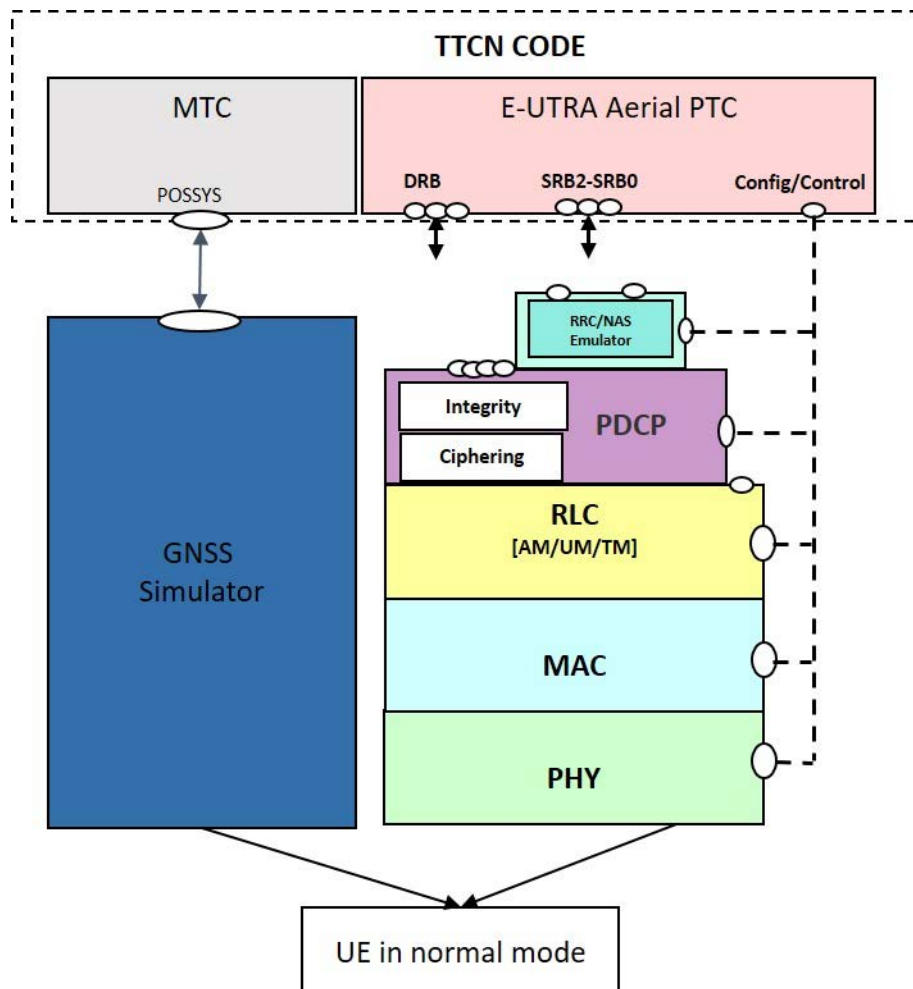 TTCN CODE
MTC
E-UTRA Aerial PTC
POSSYS
DRB
SRB2-SRB0
Config/Control
RRC/NAS
Emulator
Integrity
PDCP
Ciphering
RLC
[AM/UM/TM]
GNSS
Simulator
MAC
PHY
UE in normal mode